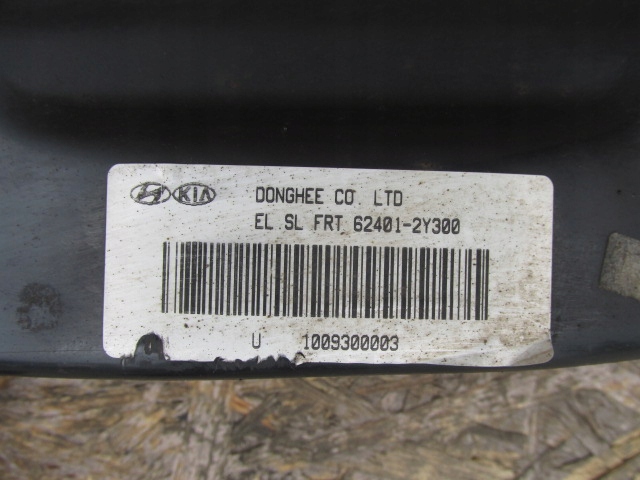 KIA DONGHEE CO. LTD
EL SL FRT 62401-2Y300
U 1009300003